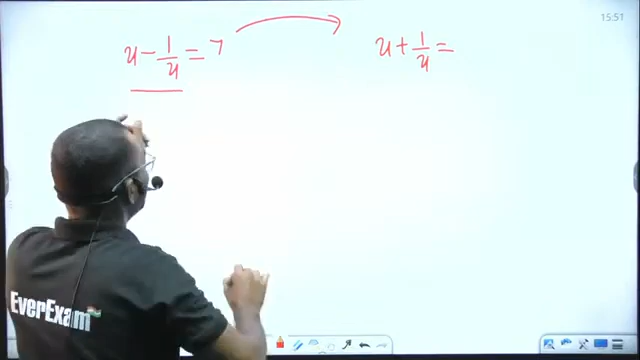 15:51
x - 1/x = 7
x + 1/x =
EverExam